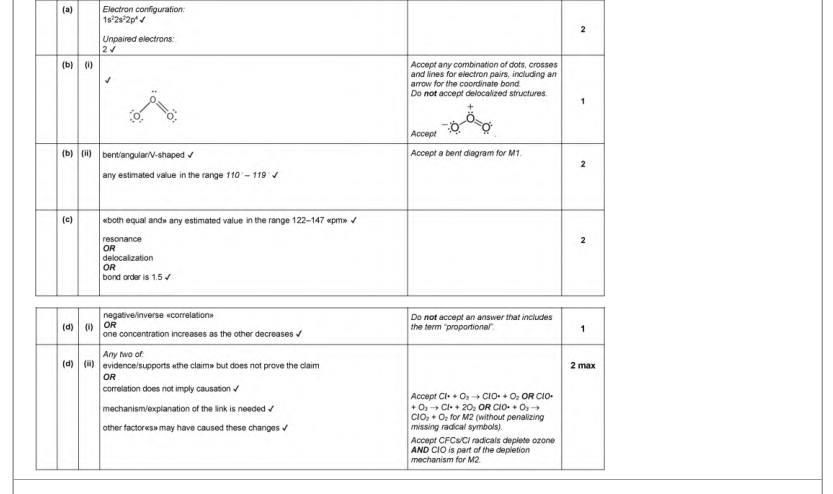 (a)
Electron configuration:
1s²2s²2p⁴ ✓
Unpaired electrons:
2 ✓
2
(b) (i)
✓
O
O O
Accept any combination of dots, crosses
and lines for electron pairs, including an
arrow for the coordinate bond.
Do not accept delocalized structures.
+
− O O O
Accept
1
(b) (ii)
bent/angular/V-shaped ✓
any estimated value in the range 110˚ – 119˚ ✓
Accept a bent diagram for M1.
2
(c)
«both equal and» any estimated value in the range 122–147 «pm» ✓
resonance
OR
delocalization
OR
bond order is 1.5 ✓
2
(d) (i)
negative/inverse «correlation»
OR
one concentration increases as the other decreases ✓
Do not accept an answer that includes
the term "proportional".
1
(d) (ii)
Any two of:
evidence/supports «the claim» but does not prove the claim
OR
correlation does not imply causation ✓
mechanism/explanation of the link is needed ✓
other factor«s» may have caused these changes ✓
Accept Cl• + O₃ → ClO• + O₂ OR ClO•
+ O₃ → Cl• + 2O₂ OR ClO• + O₃ →
ClO₂ + O₂ for M2 (without penalizing
missing radical symbols).
Accept CFCs/Cl radicals deplete ozone
AND ClO is part of the depletion
mechanism for M2.
2 max